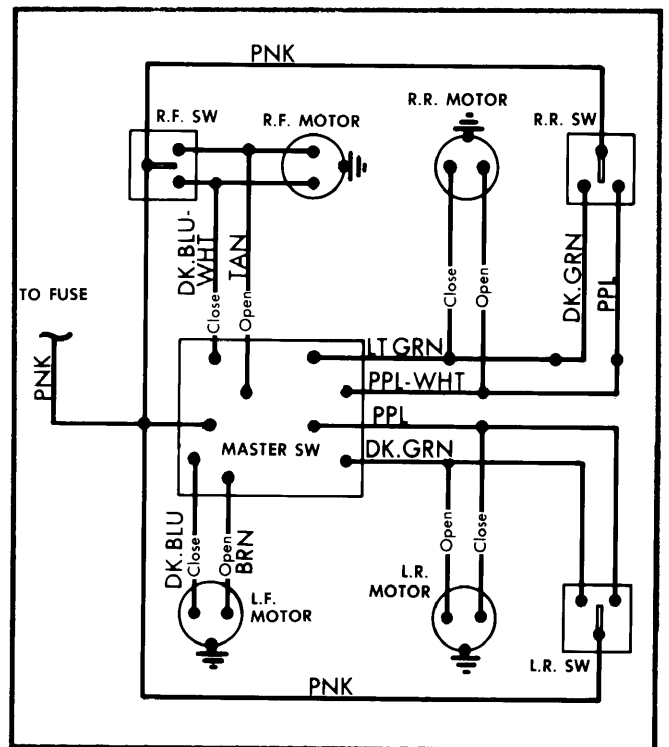 PNK
R.F. SW
R.F. MOTOR
R.R. MOTOR
R.R. SW
DK.BLU-
WHT
TAN
DK.GRN
PPL
TO FUSE
Close
Open
Close
Open
PNK
LT GRN
PPL-WHT
PPL
MASTER SW
DK.GRN
DK.BLU
Close
Open
BRN
Open
Close
L.F.
MOTOR
L.R.
MOTOR
L.R. SW
PNK